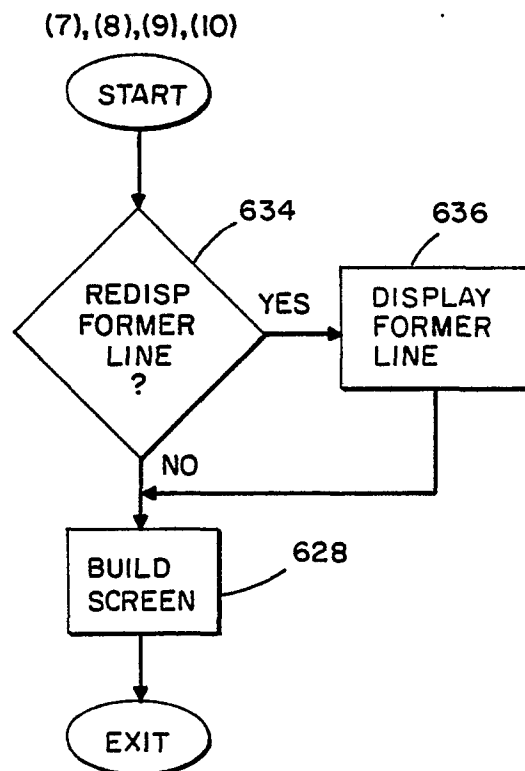 (7),(8),(9),(10)
START
634
REDISP
FORMER
LINE
?
YES
636
DISPLAY
FORMER
LINE
NO
BUILD
SCREEN
628
EXIT